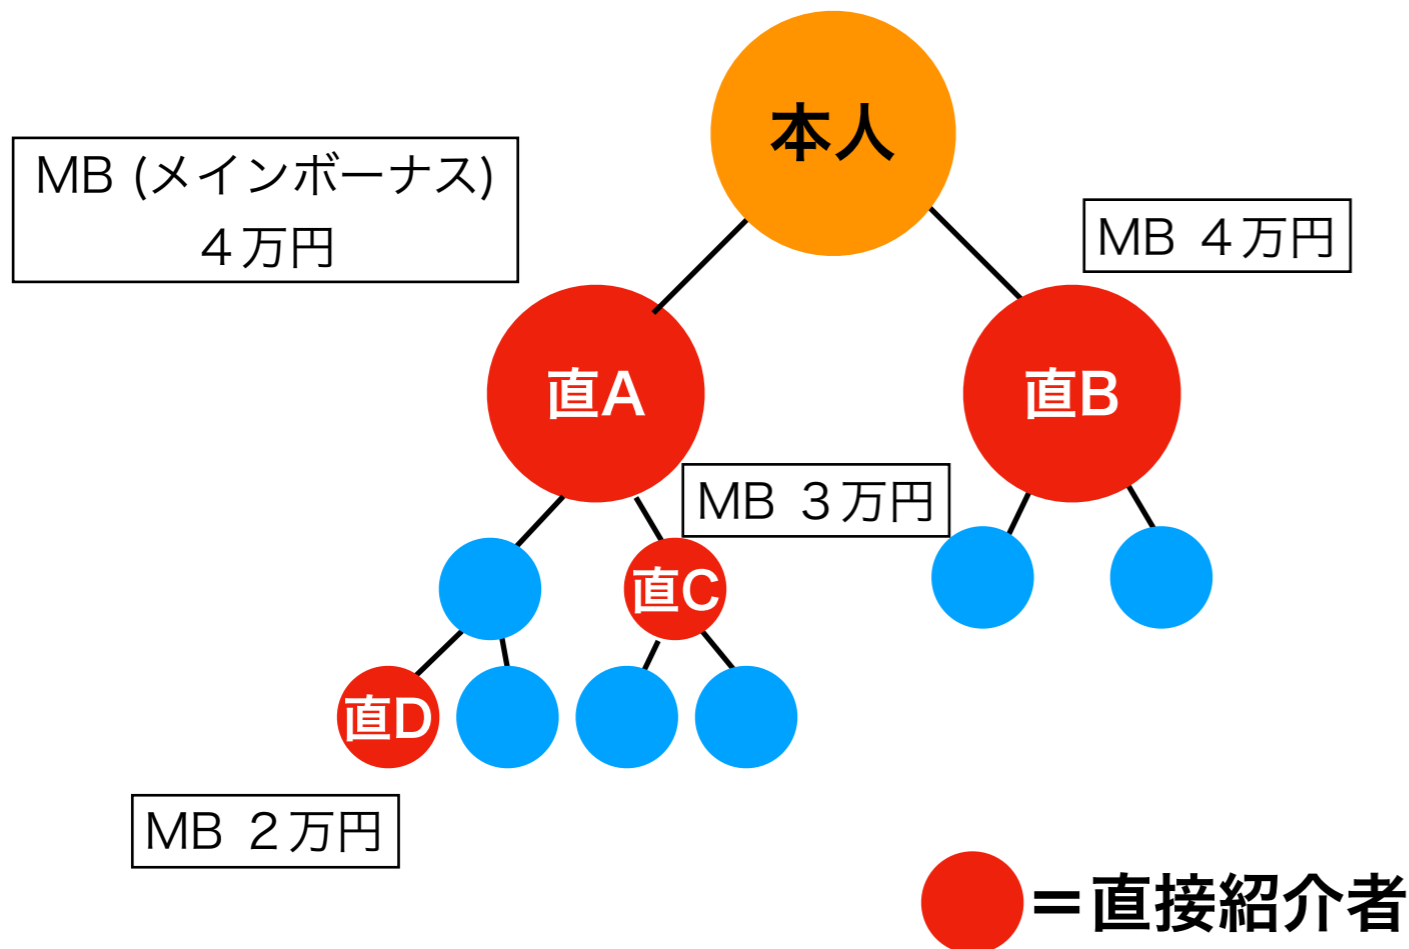 本人
MB (メインボーナス)
４万円
MB ４万円
直A
直B
MB ３万円
直C
直D
MB ２万円
＝直接紹介者